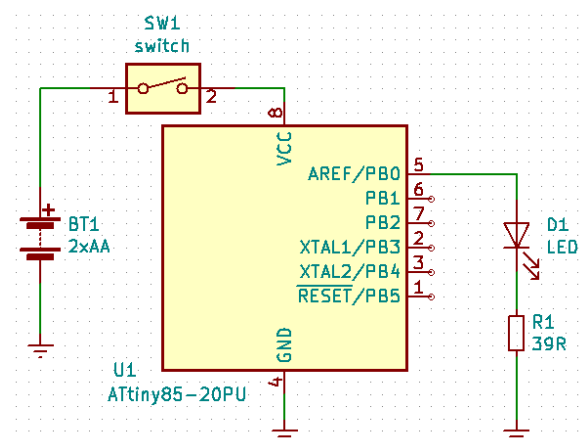 SW1
switch
1
2
8
VCC
AREF/PB0
5
PB1
6
PB2
7
XTAL1/PB3
2
XTAL2/PB4
3
RESET/PB5
1
+
BT1
2xAA
D1
LED
R1
39R
GND
4
U1
ATtiny85-20PU